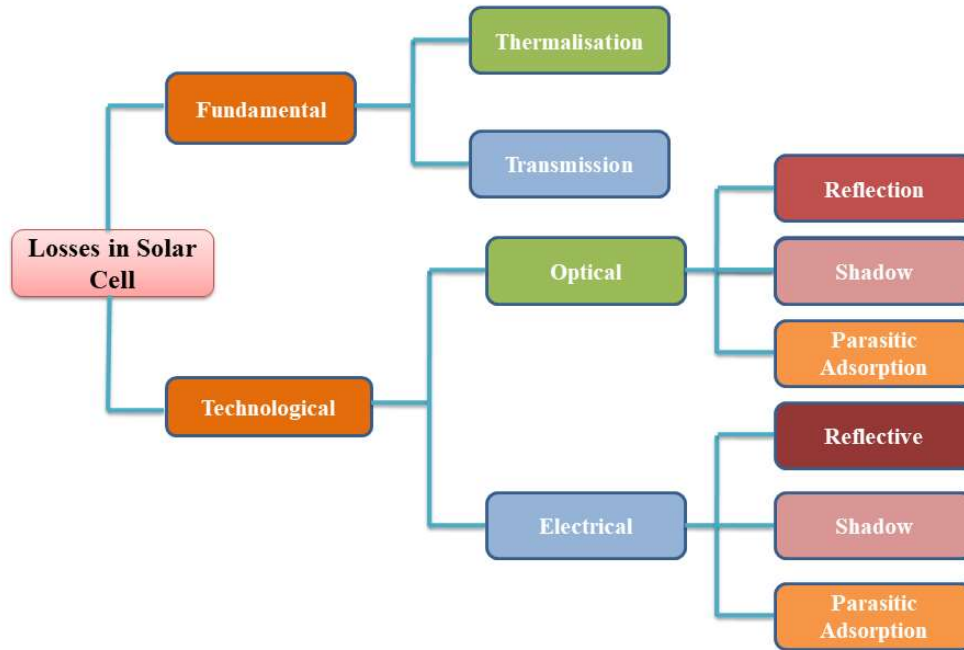 Thermalisation
Fundamental
Transmission
Reflection
Losses in Solar
Cell
Optical
Shadow
Parasitic
Adsorption
Technological
Reflective
Electrical
Shadow
Parasitic
Adsorption